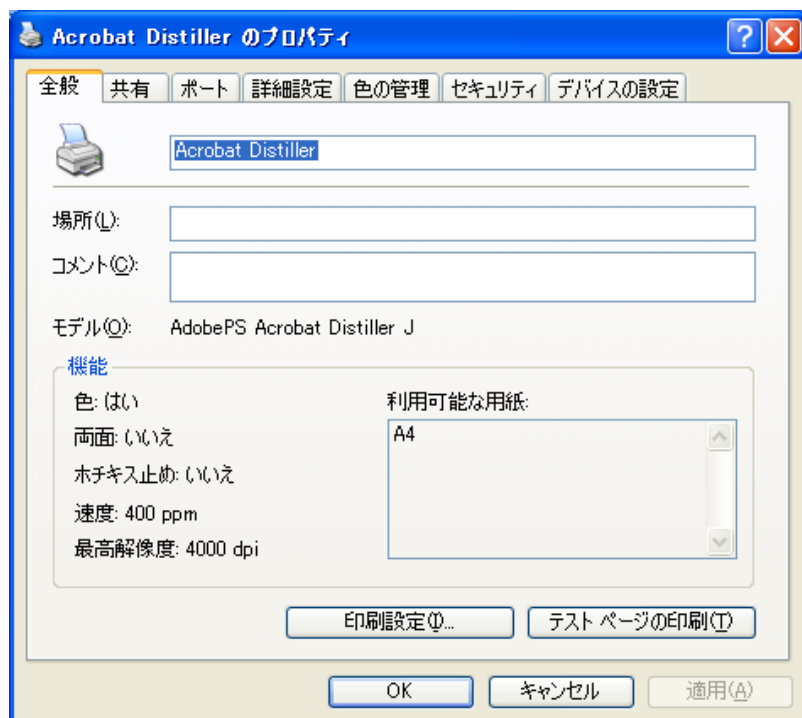 Acrobat Distiller のプロパティ
全般 共有 ポート 詳細設定 色の管理 セキュリティ デバイスの設定
Acrobat Distiller
場所(L):
コメント(C):
モデル(O): AdobePS Acrobat Distiller J
機能
色: はい 利用可能な用紙:
両面: いいえ A4
ホチキス止め: いいえ
速度: 400 ppm
最高解像度: 4000 dpi
印刷設定(I)... テスト ページの印刷(T)
OK キャンセル 適用(A)